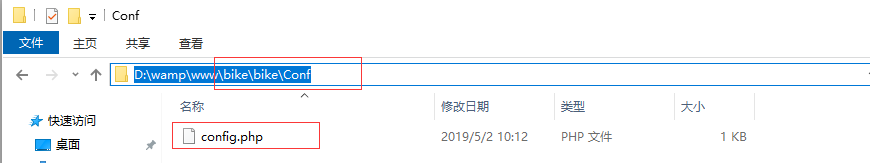 Conf
文件 主页 共享 查看
D:\wamp\www\bike\bike\Conf
名称 修改日期 类型 大小
快速访问
config.php 2019/5/2 10:12 PHP 文件 1 KB
桌面